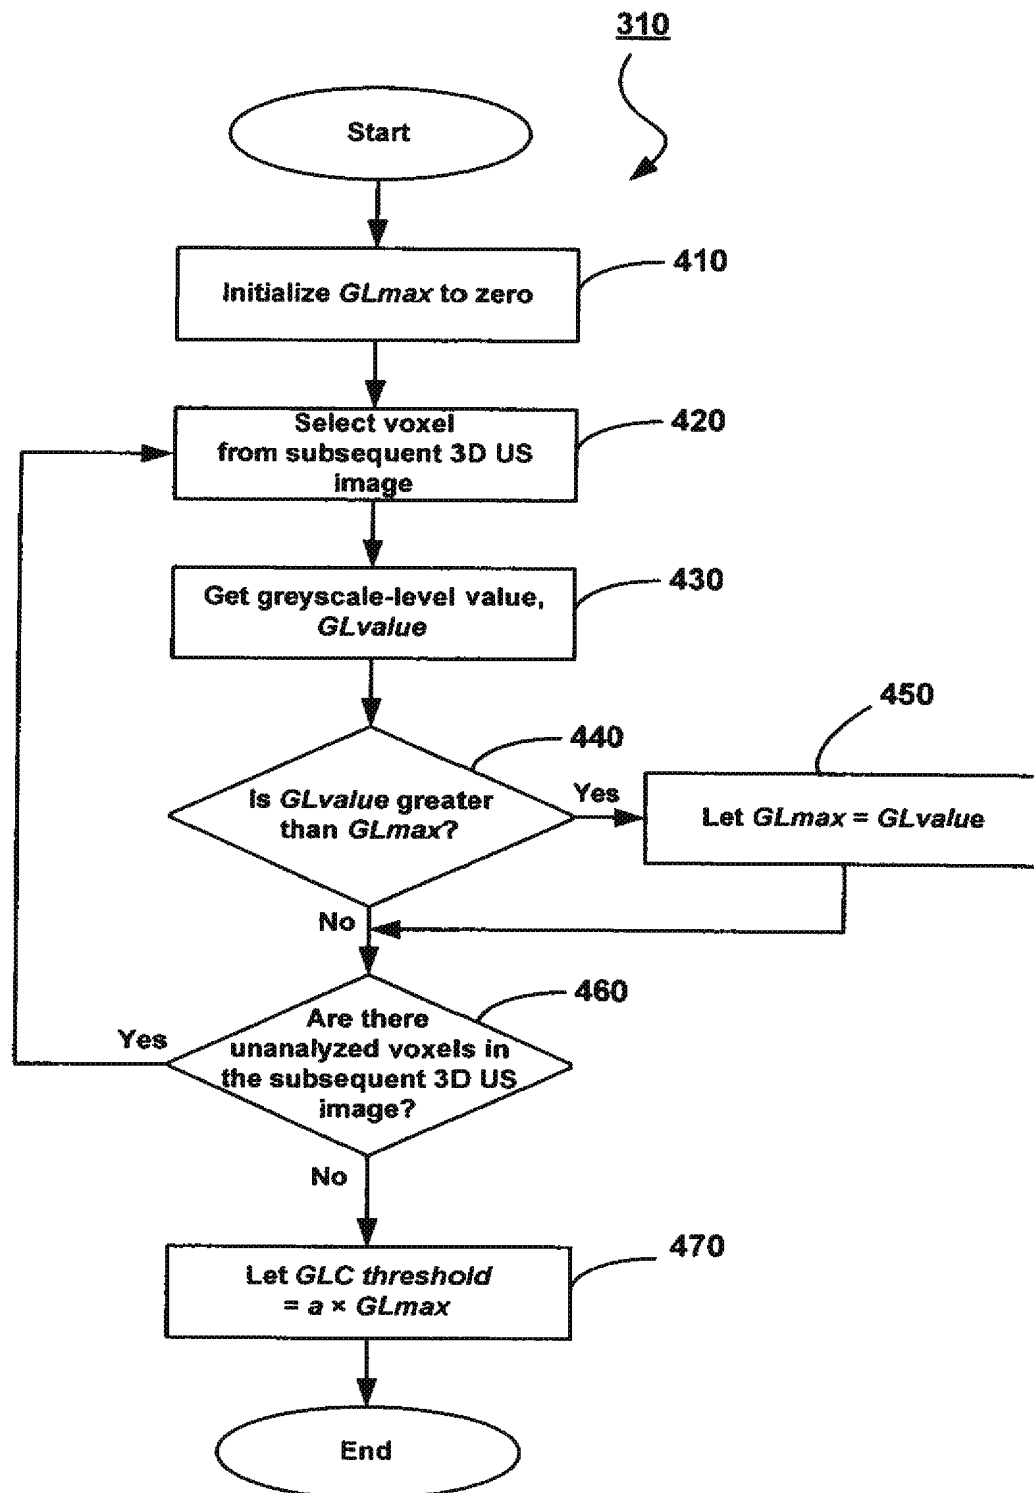 310
Start
410
Initialize GLmax to zero
420
Select voxel
from subsequent 3D US
image
430
Get greyscale-level value,
GLvalue
440
Is GLvalue greater
than GLmax?
Yes
450
Let GLmax = GLvalue
No
460
Are there
unanalyzed voxels in
the subsequent 3D US
image?
Yes
No
470
Let GLC threshold
= a × GLmax
End